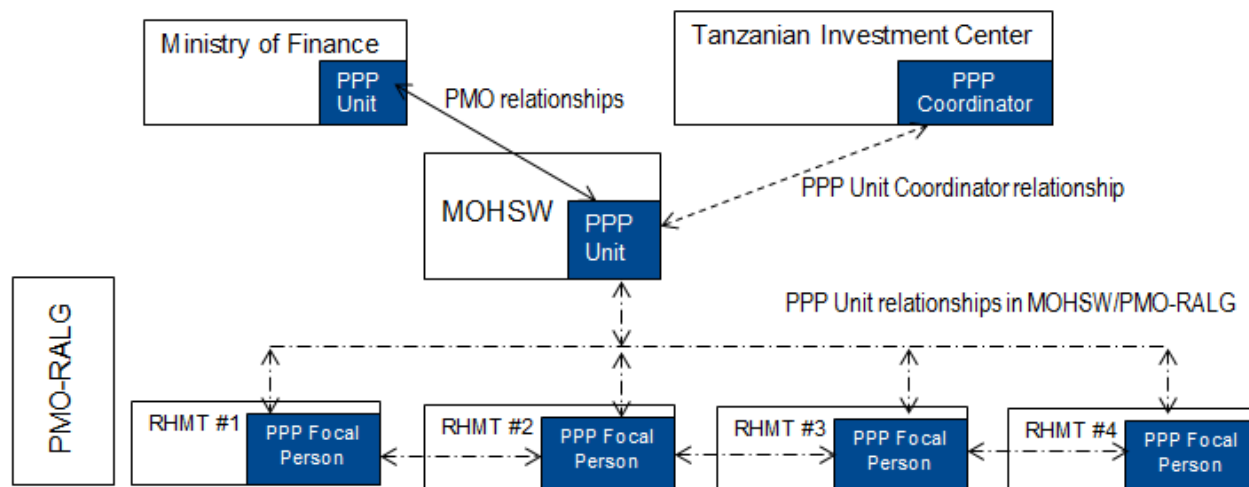 Ministry of Finance
PPP
Unit
Tanzanian Investment Center
PPP
Coordinator
PMO relationships
PPP Unit Coordinator relationship
MOHSW
PPP
Unit
PPP Unit relationships in MOHSW/PMO-RALG
PMO-RALG
RHMT #1
PPP Focal
Person
RHMT #2
PPP Focal
Person
RHMT #3
PPP Focal
Person
RHMT #4
PPP Focal
Person